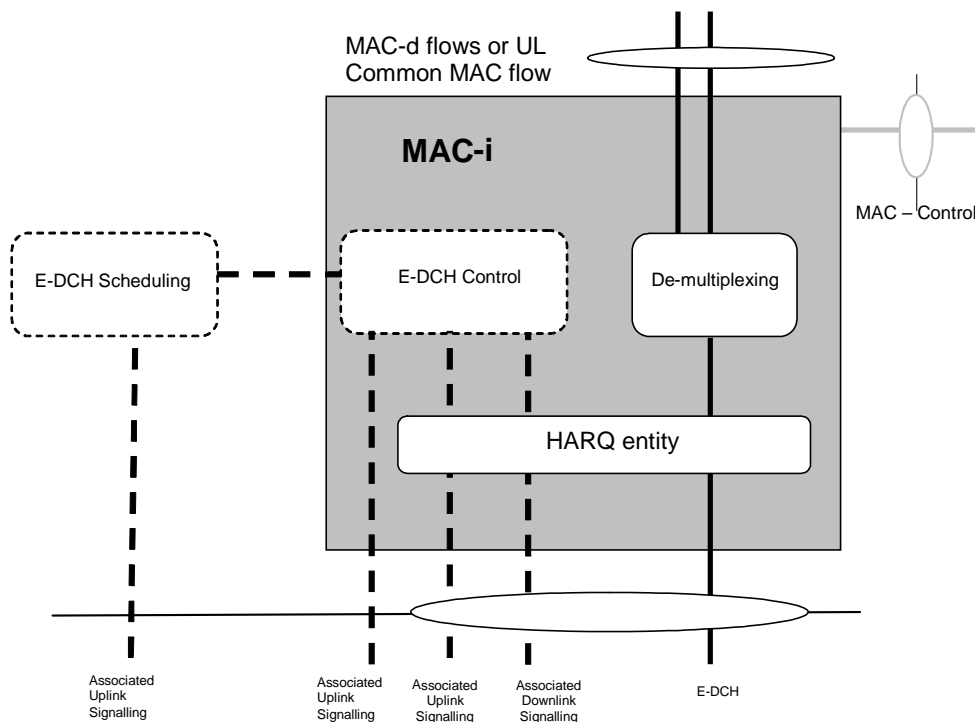 MAC-d flows or UL
Common MAC flow
MAC-i
MAC – Control
E-DCH Scheduling
E-DCH Control
De-multiplexing
HARQ entity
Associated
Uplink
Signalling
Associated
Uplink
Signalling
Associated
Uplink
Signalling
Associated
Downlink
Signalling
E-DCH